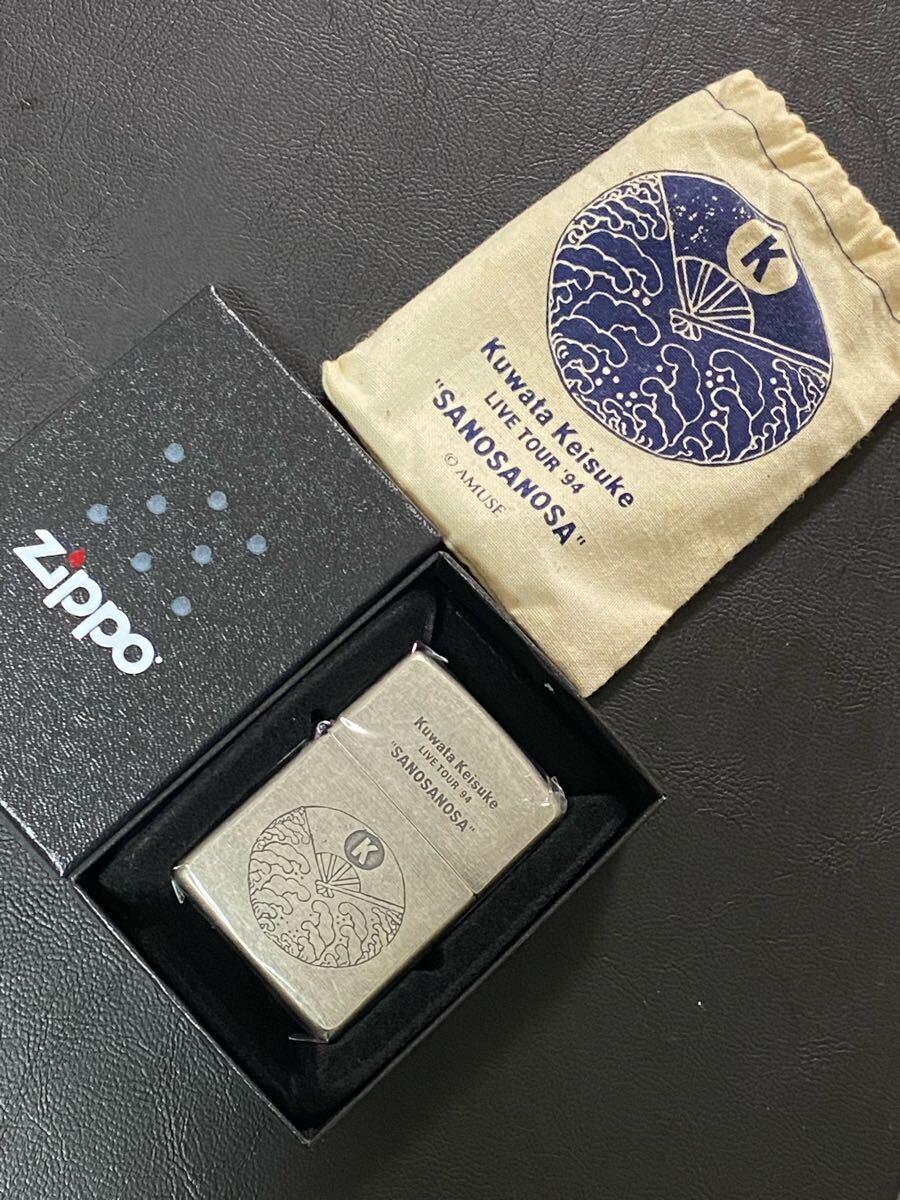 K
Kuwata Keisuke
LIVE TOUR '94
"SANOSANOSA"
© AMUSE
Zippo
Kuwata Keisuke
LIVE TOUR '94
"SANOSANOSA"
K